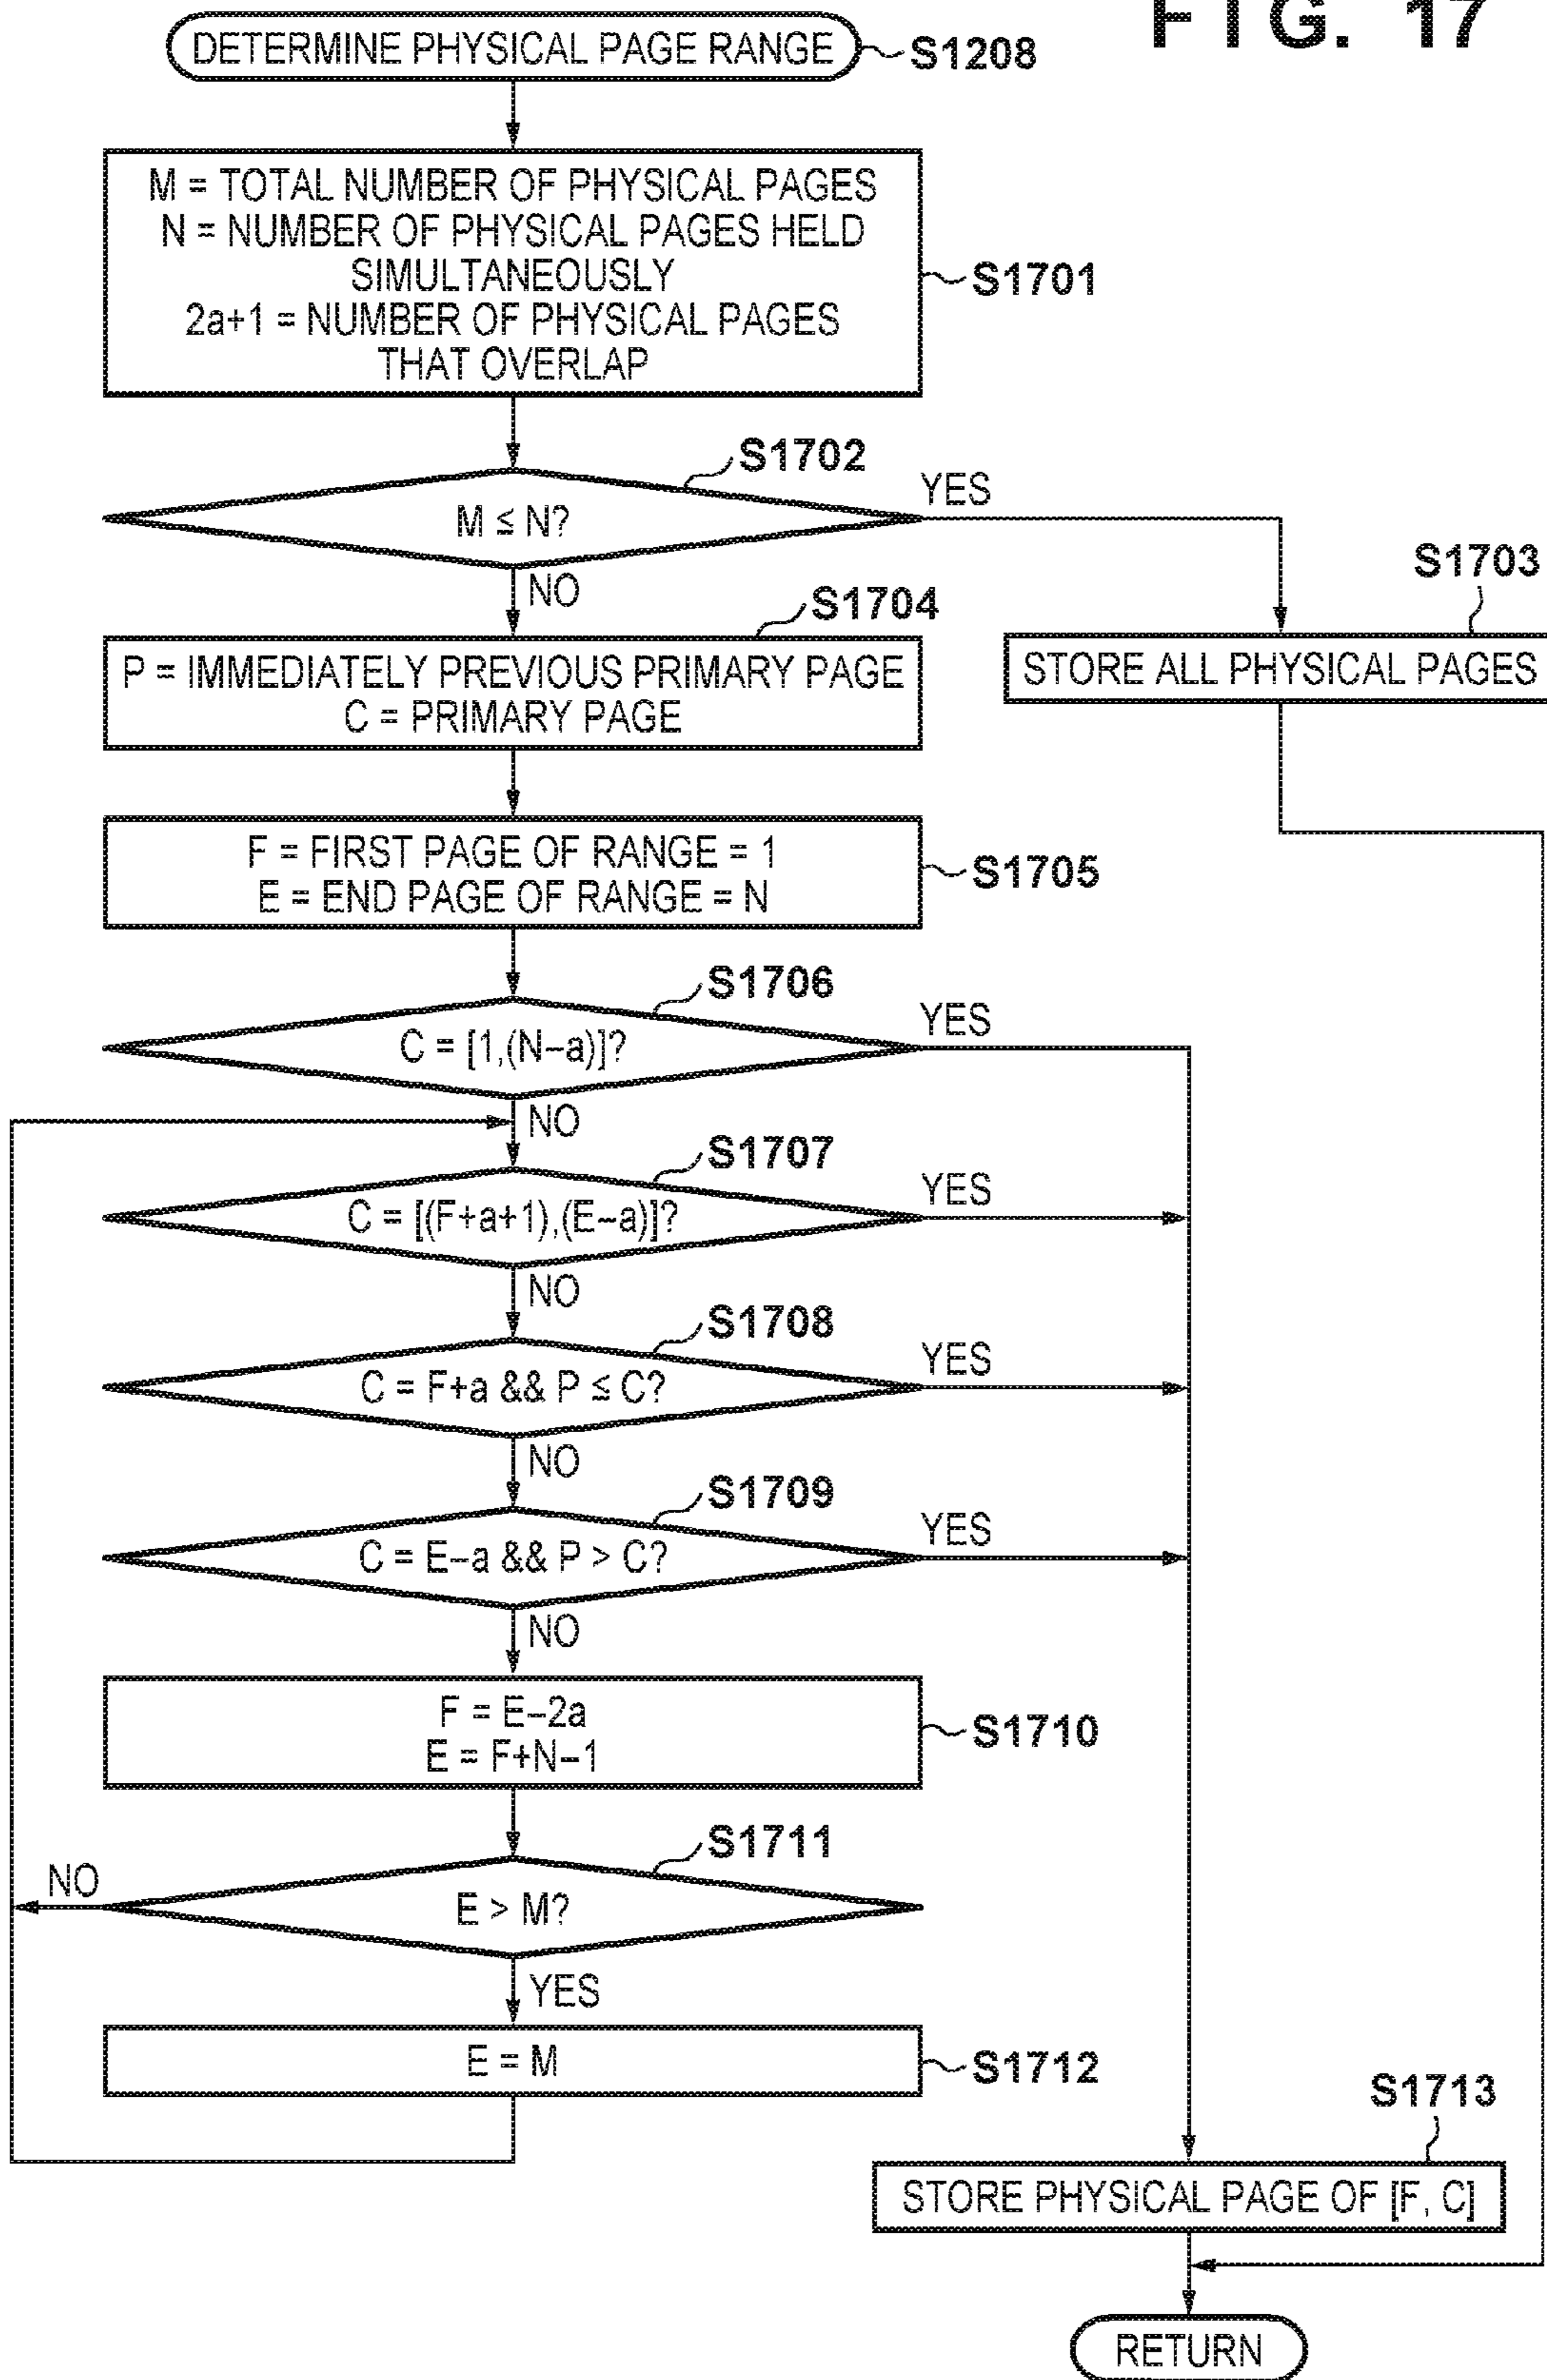 FIG. 17
DETERMINE PHYSICAL PAGE RANGE
S1208
M = TOTAL NUMBER OF PHYSICAL PAGES
N = NUMBER OF PHYSICAL PAGES HELD
SIMULTANEOUSLY
2a+1 = NUMBER OF PHYSICAL PAGES
THAT OVERLAP
S1701
S1702
M ≤ N?
YES
NO
S1703
STORE ALL PHYSICAL PAGES
S1704
P = IMMEDIATELY PREVIOUS PRIMARY PAGE
C = PRIMARY PAGE
F = FIRST PAGE OF RANGE = 1
E = END PAGE OF RANGE = N
S1705
S1706
C = [1,(N–a)]?
YES
NO
S1707
C = [(F+a+1),(E–a)]?
YES
NO
S1708
C = F+a && P ≤ C?
YES
NO
S1709
C = E–a && P > C?
YES
NO
F = E–2a
E = F+N–1
S1710
S1711
E > M?
NO
YES
E = M
S1712
S1713
STORE PHYSICAL PAGE OF [F, C]
RETURN